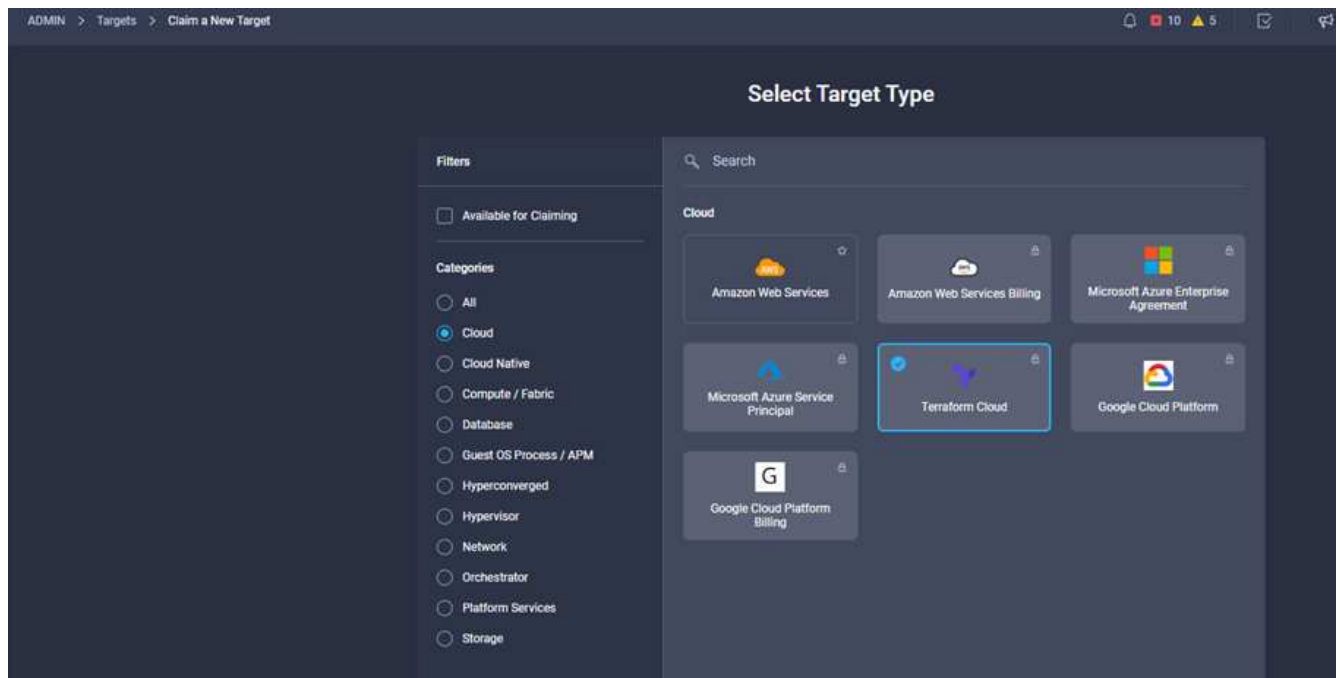 ADMIN > Targets > Claim a New Target
10 5
Select Target Type
Filters
Search
Available for Claiming
Categories
All
Cloud
Cloud Native
Compute / Fabric
Database
Guest OS Process / APM
Hyperconverged
Hypervisor
Network
Orchestrator
Platform Services
Storage
Cloud
aws
Amazon Web Services
aws
Amazon Web Services Billing
Microsoft Azure Enterprise
Agreement
Microsoft Azure Service
Principal
Terraform Cloud
Google Cloud Platform
G
Google Cloud Platform
Billing